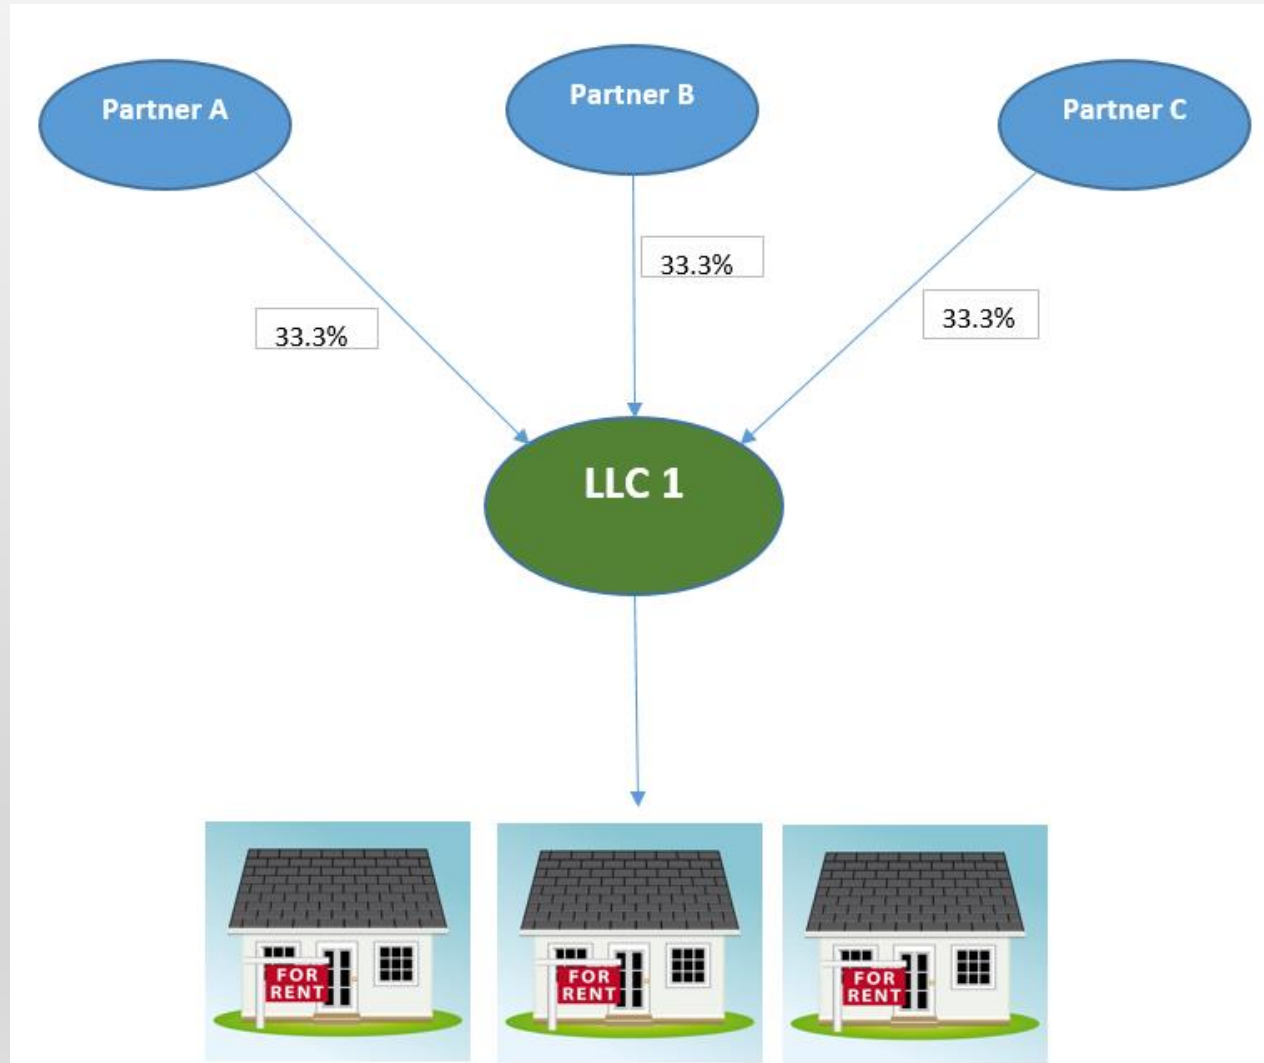 Partner A
Partner B
Partner C
33.3%
33.3%
33.3%
LLC 1
FOR
RENT
FOR
RENT
FOR
RENT